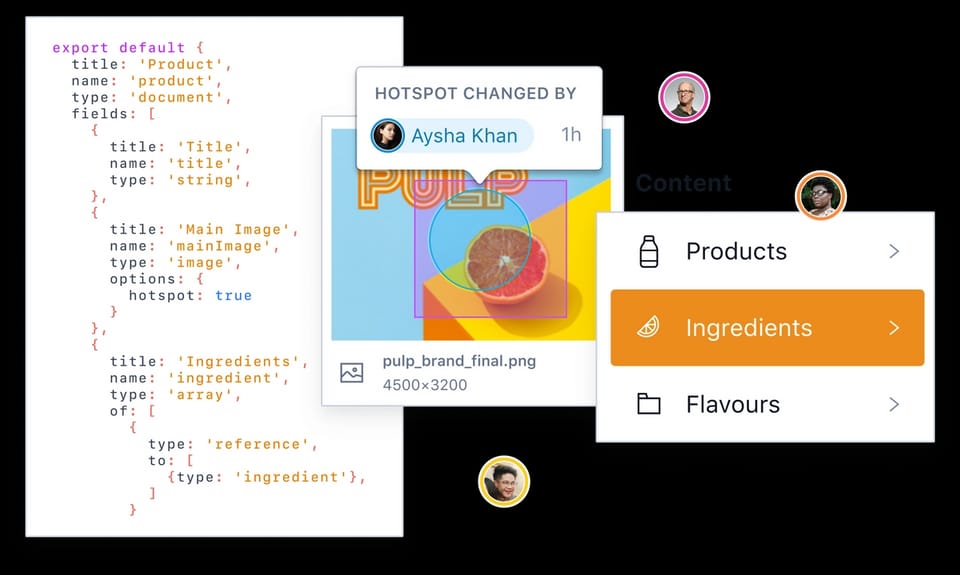 export default {
title: 'Product',
name: 'product',
type: 'document',
fields: [
{
title: 'Title',
name: 'title',
type: 'string',
},
{
title: 'Main Image',
name: 'mainImage',
type: 'image',
options: {
hotspot: true
}
},
{
title: 'Ingredients',
name: 'ingredient',
type: 'array',
of: [
{
type: 'reference',
to: [
{type: 'ingredient'},
]
}
HOTSPOT CHANGED BY
Aysha Khan 1h
PULP
pulp_brand_final.png
4500×3200
Content
Products
Ingredients
Flavours